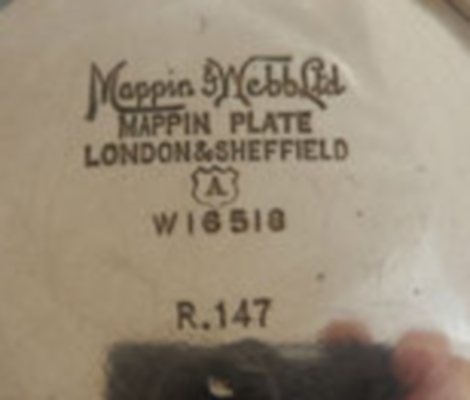 Mappin & Webb Ltd
MAPPIN PLATE
LONDON&SHEFFIELD
A
W16518
R.147